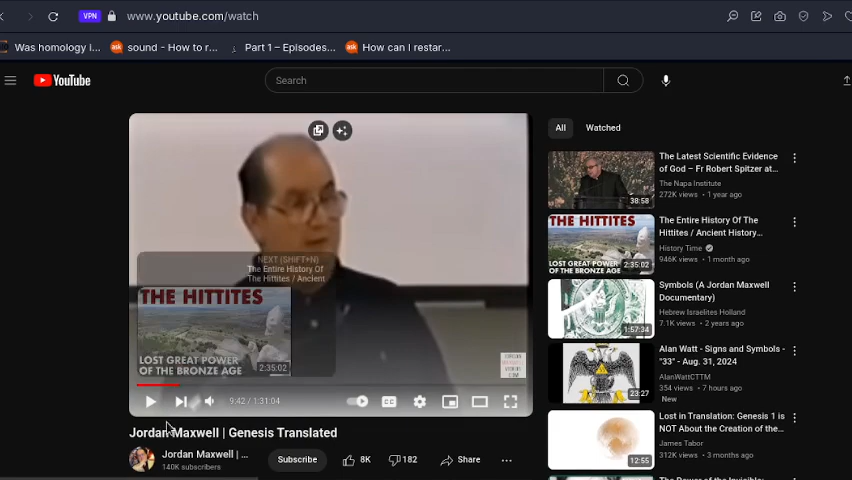 VPN
www.youtube.com/watch
Was homology I...
sound - How to r...
Part 1 – Episodes...
How can I restar...
YouTube
Search
All
Watched
NEXT (SHIFT+N)
The Entire History Of
The Hittites / Ancient
THE HITTITES
LOST GREAT POWER
OF THE BRONZE AGE
2:35:02
9:42 / 1:31:04
CC
Jordan Maxwell | Genesis Translated
Jordan Maxwell | ...
140K subscribers
Subscribe
8K
182
Share
38:58
The Latest Scientific Evidence
of God – Fr Robert Spitzer at...
The Napa Institute
272K views • 1 year ago
THE HITTITES
LOST GREAT POWER
OF THE BRONZE AGE
2:35:02
The Entire History Of The
Hittites / Ancient History...
History Time
946K views • 1 month ago
1:57:34
Symbols (A Jordan Maxwell
Documentary)
Hebrew Israelites Holland
7.1K views • 2 years ago
23:27
Alan Watt - Signs and Symbols -
"33" - Aug. 31, 2024
AlanWattCTTM
354 views • 7 hours ago
New
12:55
Lost in Translation: Genesis 1 is
NOT About the Creation of the...
James Tabor
312K views • 3 months ago